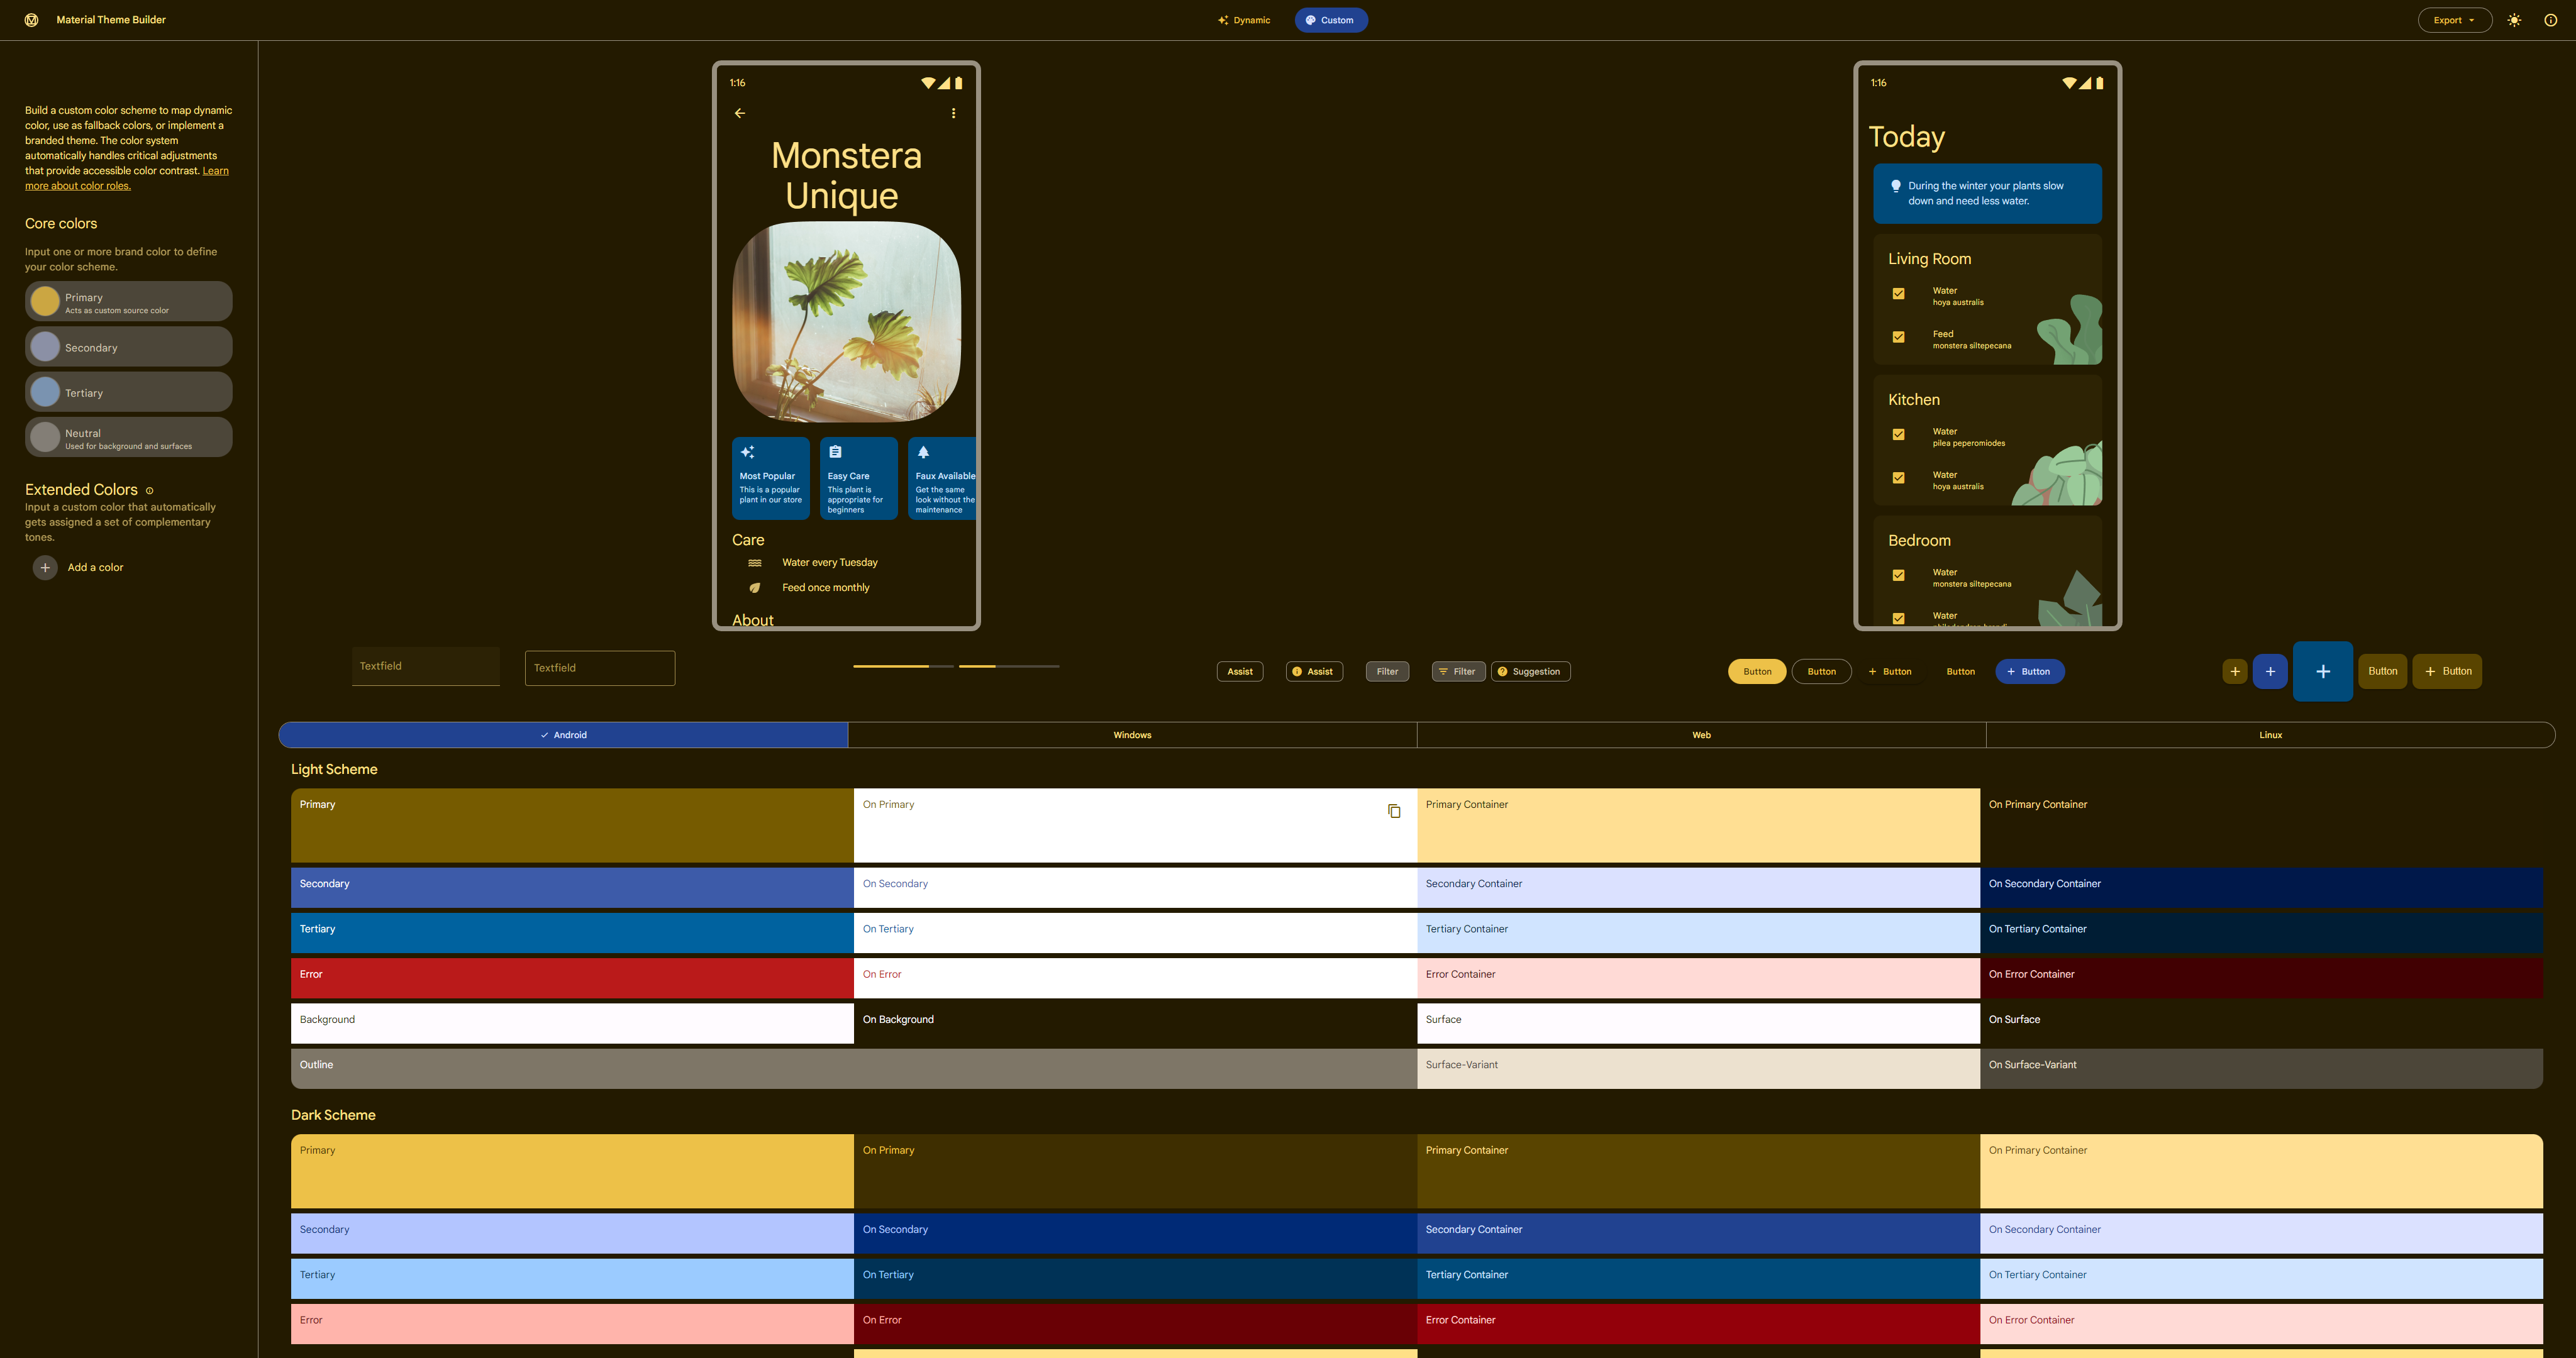 Material Theme Builder
Dynamic
Custom
Export
Build a custom color scheme to map dynamic
color, use as fallback colors, or implement a
branded theme. The color system
automatically handles critical adjustments
that provide accessible color contrast. Learn
more about color roles.
Core colors
Input one or more brand color to define
your color scheme.
Primary
Acts as custom source color
Secondary
Tertiary
Neutral
Used for background and surfaces
Extended Colors
Input a custom color that automatically
gets assigned a set of complementary
tones.
Add a color
1:16
Monstera
Unique
Most Popular
This is a popular
plant in our store
Easy Care
This plant is
appropriate for
beginners
Faux Available
Get the same
look without the
maintenance
Care
Water every Tuesday
Feed once monthly
About
1:16
Today
During the winter your plants slow
down and need less water.
Living Room
Water
hoya australis
Feed
monstera siltepecana
Kitchen
Water
pilea peperomiodes
Water
hoya australis
Bedroom
Water
monstera siltepecana
Water
Textfield
Textfield
Assist
Assist
Filter
Filter
Suggestion
Button
Button
Button
Button
Button
Button
Button
Android
Windows
Web
Linux
Light Scheme
Primary
On Primary
Primary Container
On Primary Container
Secondary
On Secondary
Secondary Container
On Secondary Container
Tertiary
On Tertiary
Tertiary Container
On Tertiary Container
Error
On Error
Error Container
On Error Container
Background
On Background
Surface
On Surface
Outline
Surface-Variant
On Surface-Variant
Dark Scheme
Primary
On Primary
Primary Container
On Primary Container
Secondary
On Secondary
Secondary Container
On Secondary Container
Tertiary
On Tertiary
Tertiary Container
On Tertiary Container
Error
On Error
Error Container
On Error Container